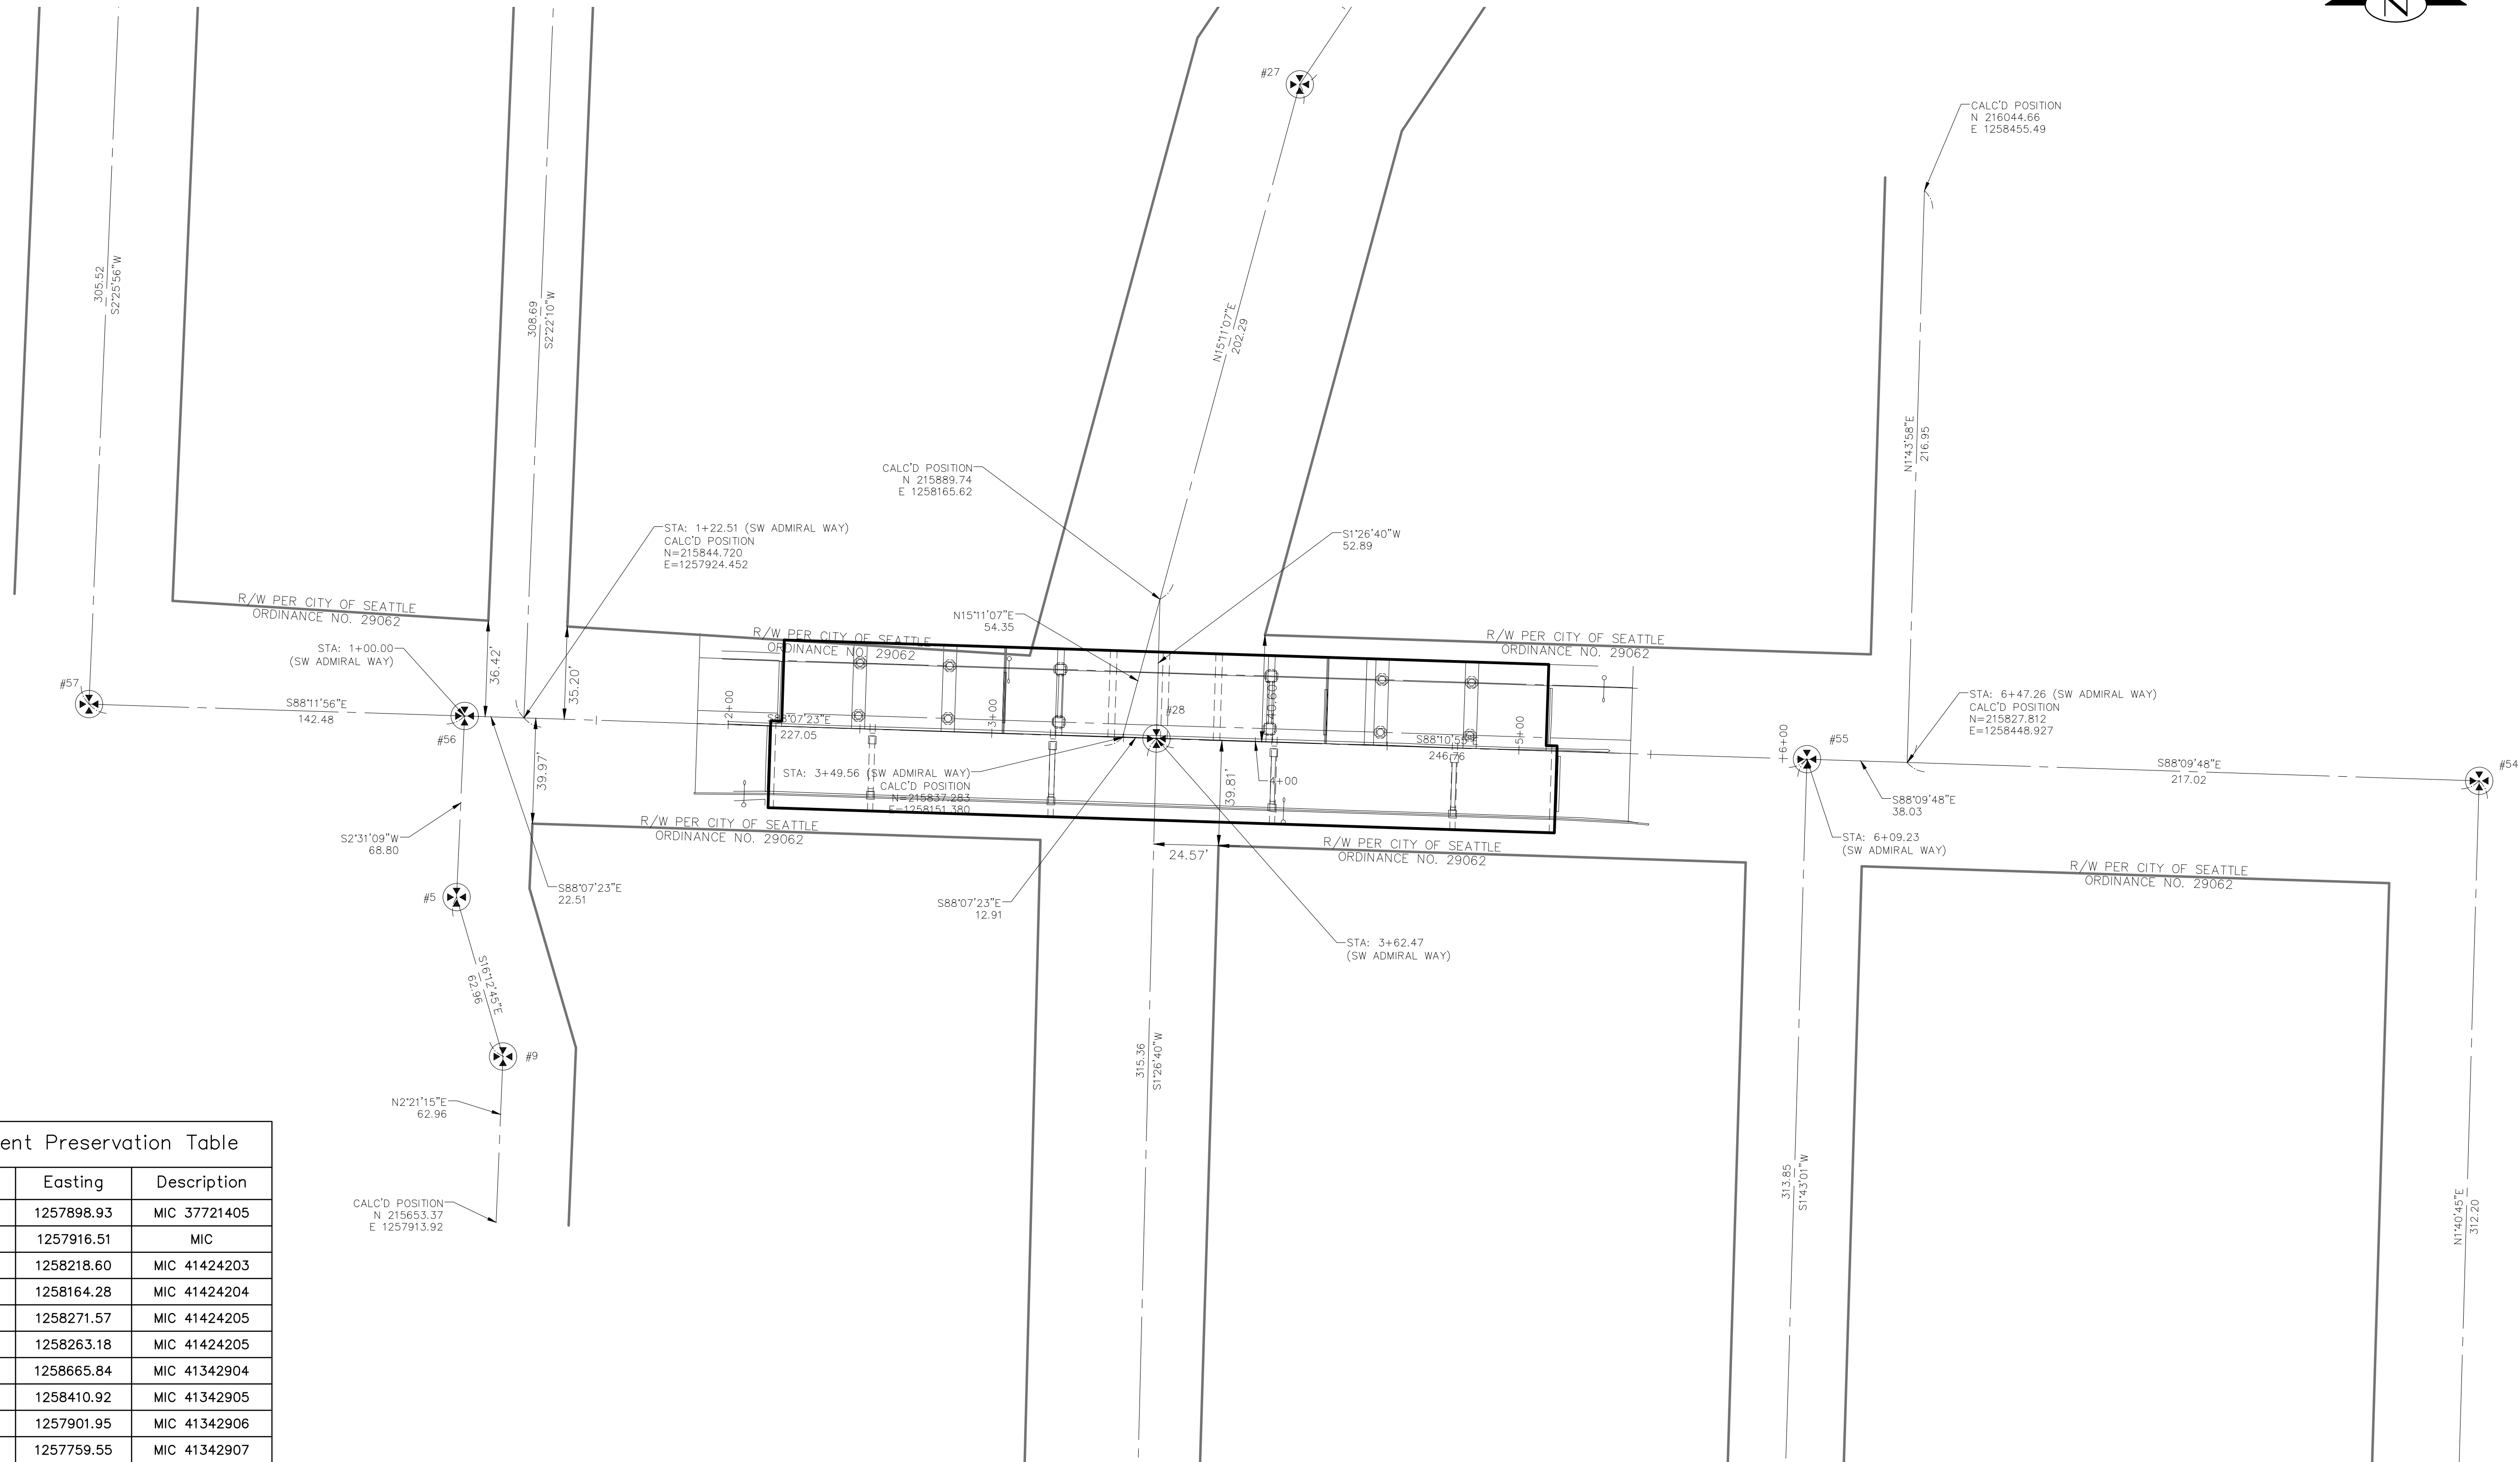 N
#27
CALC'D POSITION
N 216044.66
E 1258455.49
305.52
S2°25'56"W
308.69
S2°22'10"W
N15°11'07"E
202.29
N1°43'58"E
216.95
CALC'D POSITION
N 215889.74
E 1258165.62
STA: 1+22.51 (SW ADMIRAL WAY)
CALC'D POSITION
N=215844.720
E=1257924.452
S1°26'40"W
52.89
N15°11'07"E
54.35
R/W PER CITY OF SEATTLE
ORDINANCE NO. 29062
R/W PER CITY OF SEATTLE
ORDINANCE NO. 29062
R/W PER CITY OF SEATTLE
ORDINANCE NO. 29062
STA: 1+00.00
(SW ADMIRAL WAY)
36.42'
35.20'
40.60'
#57
S88°11'56"E
142.48
#56
2+00
S88°07'23"E
227.05
3+00
#28
S88°10'55"E
246.76
5+00
6+00
#55
STA: 6+47.26 (SW ADMIRAL WAY)
CALC'D POSITION
N=215827.812
E=1258448.927
S88°09'48"E
217.02
#54
39.97'
STA: 3+49.56 (SW ADMIRAL WAY)
CALC'D POSITION
N=215837.283
E=1258151.380
39.81'
4+00
S88°09'48"E
38.03
STA: 6+09.23
(SW ADMIRAL WAY)
S2°31'09"W
68.80
R/W PER CITY OF SEATTLE
ORDINANCE NO. 29062
24.57'
R/W PER CITY OF SEATTLE
ORDINANCE NO. 29062
R/W PER CITY OF SEATTLE
ORDINANCE NO. 29062
#5
S88°07'23"E
22.51
S88°07'23"E
12.91
STA: 3+62.47
(SW ADMIRAL WAY)
S16°12'45"E
62.96
#9
N2°21'15"E
62.96
315.36
S1°26'40"W
313.85
S1°43'01"W
N1°40'45"E
312.20
CALC'D POSITION
N 215653.37
E 1257913.92
ent Preservation Table
Easting Description
1257898.93 MIC 37721405
1257916.51 MIC
1258218.60 MIC 41424203
1258164.28 MIC 41424204
1258271.57 MIC 41424205
1258263.18 MIC 41424205
1258665.84 MIC 41342904
1258410.92 MIC 41342905
1257901.95 MIC 41342906
1257759.55 MIC 41342907